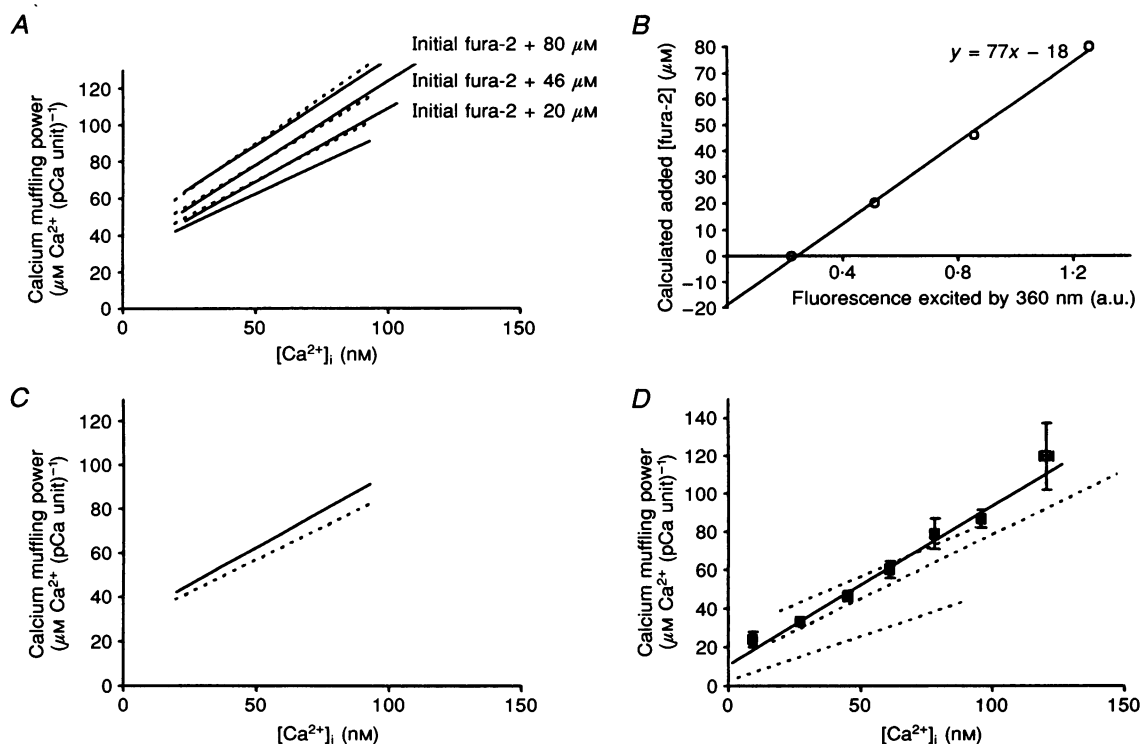 A
Initial fura-2 + 80 μM
Initial fura-2 + 46 μM
Initial fura-2 + 20 μM
120
100
80
60
40
20
0
Calcium muffling power
(μM Ca²⁺ (pCa unit)⁻¹)
0
50
100
150
[Ca²⁺]ᵢ (nM)
B
y = 77x − 18
80
70
60
50
40
30
20
10
0
−10
−20
Calculated added [fura-2] (μM)
0·4
0·8
1·2
Fluorescence excited by 360 nm (a.u.)
C
120
100
80
60
40
20
0
Calcium muffling power
(μM Ca²⁺ (pCa unit)⁻¹)
0
50
100
150
[Ca²⁺]ᵢ (nM)
D
140
120
100
80
60
40
20
0
Calcium muffling power
(μM Ca²⁺ (pCa unit)⁻¹)
0
50
100
150
[Ca²⁺]ᵢ (nM)